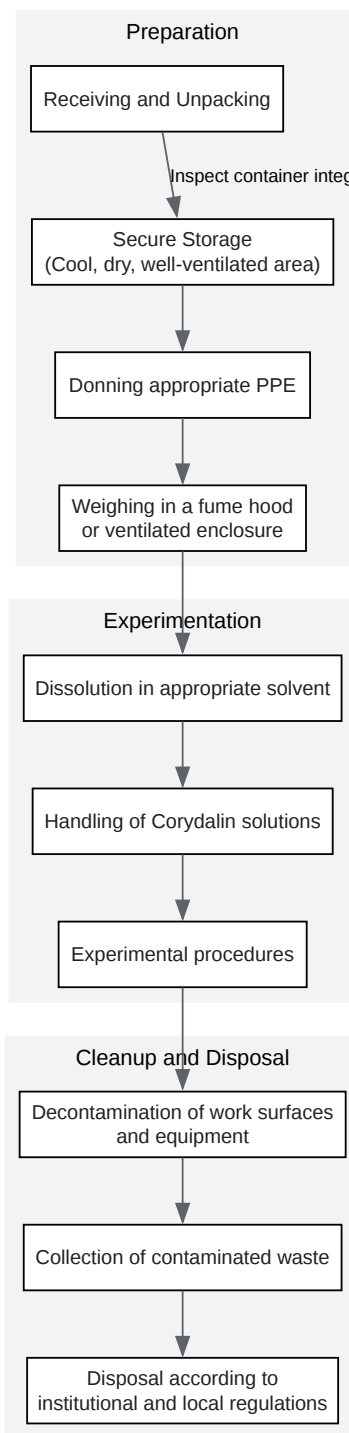 Preparation
Receiving and Unpacking
Inspect container
Secure Storage
(Cool, dry, well-ventilated area)
Donning appropriate PPE
Weighing in a fume hood
or ventilated enclosure
Experimentation
Dissolution in appropriate solvent
Handling of Corydalin solutions
Experimental procedures
Cleanup and Disposal
Decontamination of work surfaces
and equipment
Collection of contaminated waste
Disposal according to
institutional and local regulations